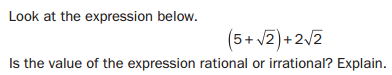 Look at the expression below.
(5+√2)+2√2
Is the value of the expression rational or irrational? Explain.